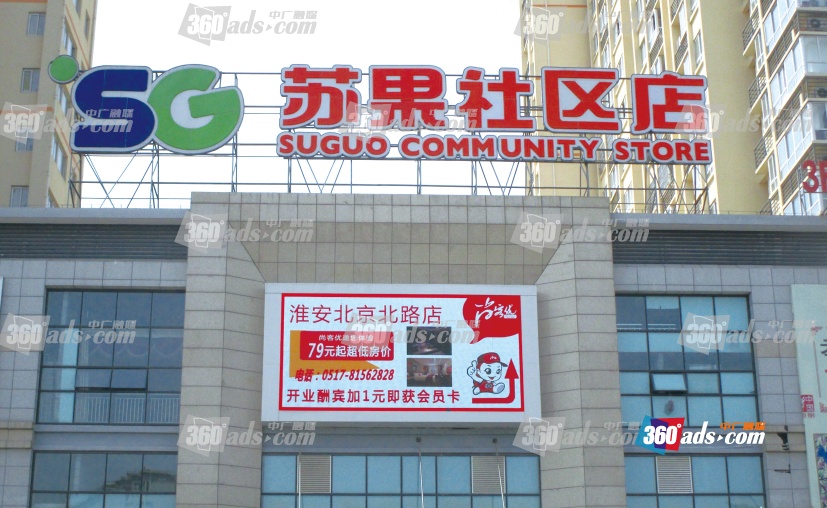 SG 苏果社区店
SUGUO COMMUNITY STORE
淮安北京北路店
尚客优
79元起超低房价
电话：0517-81562828
开业酬宾加1元即获会员卡
中广融媒
360°ads.com